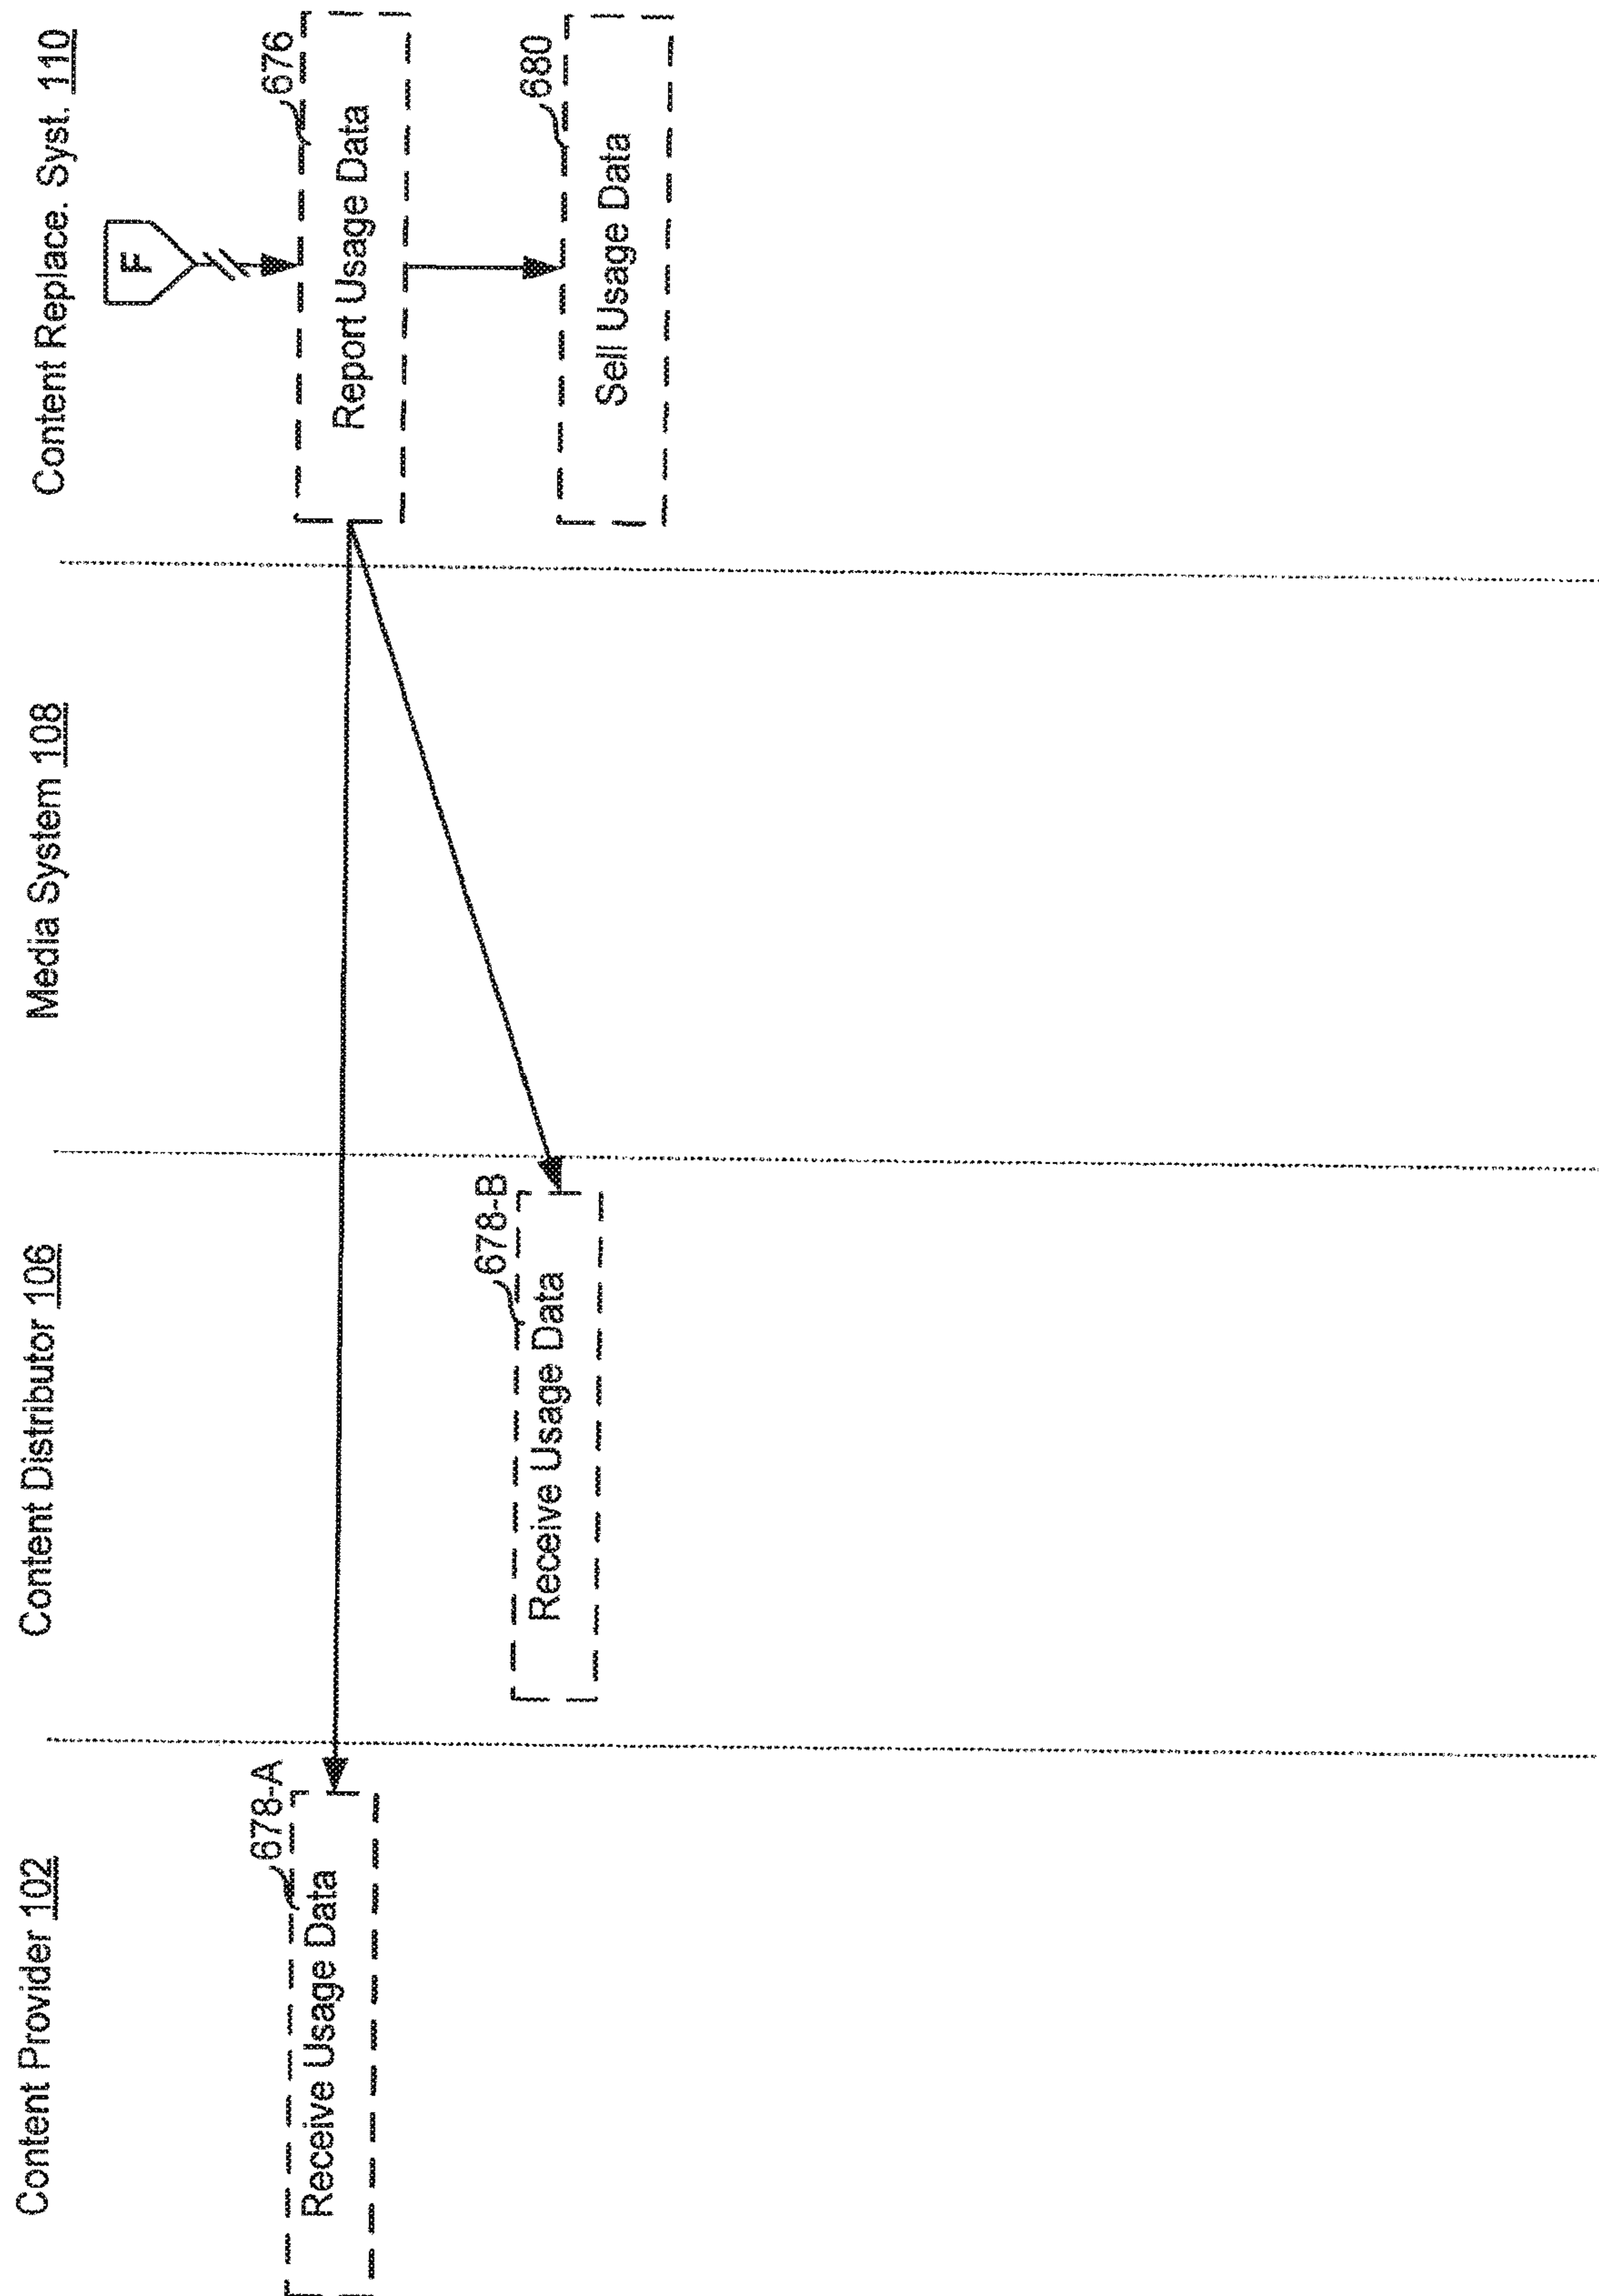 Content Provider 102
Content Distributor 106
Media System 108
Content Replace. Syst. 110
F
678-A
Receive Usage Data
676
Report Usage Data
678-B
Receive Usage Data
680
Sell Usage Data